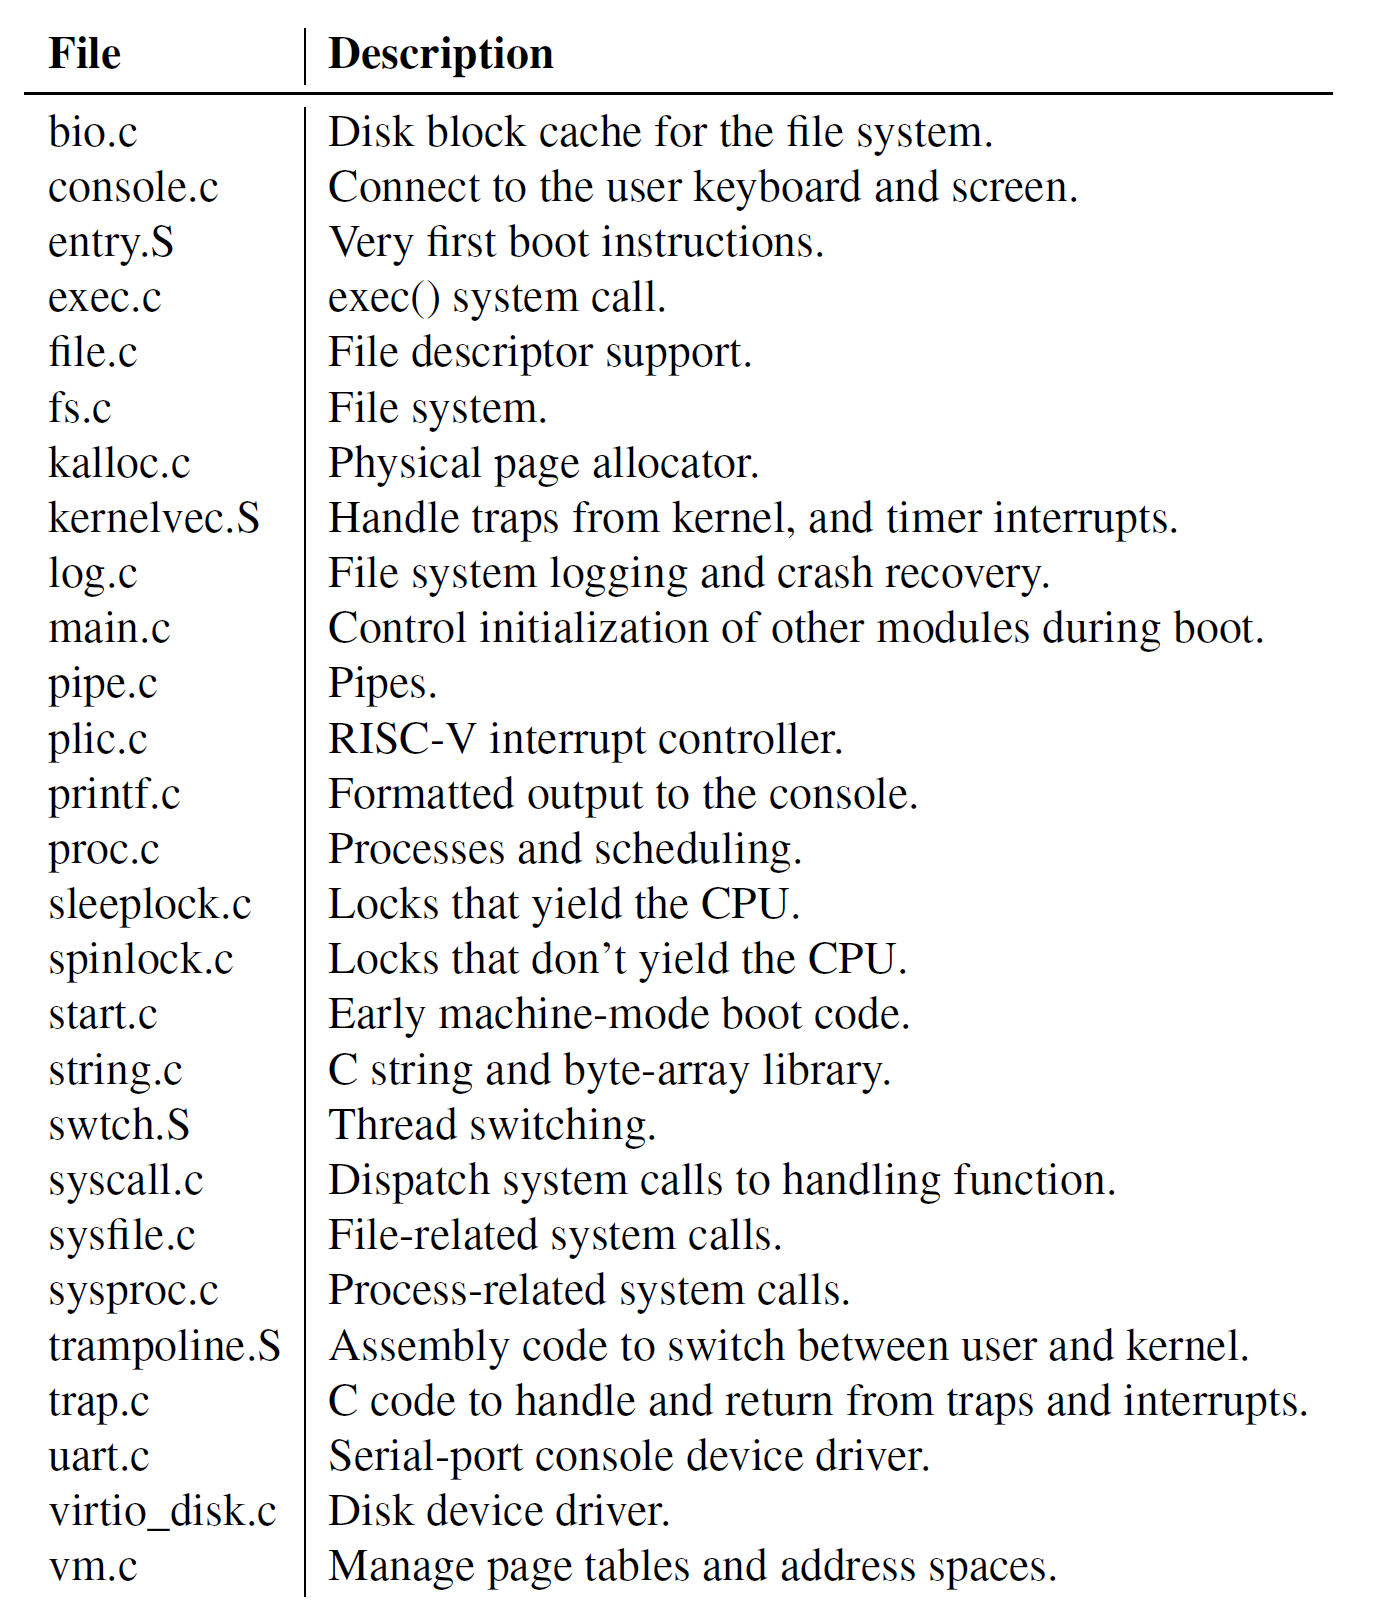 File Description
bio.c Disk block cache for the file system.
console.c Connect to the user keyboard and screen.
entry.S Very first boot instructions.
exec.c exec() system call.
file.c File descriptor support.
fs.c File system.
kalloc.c Physical page allocator.
kernelvec.S Handle traps from kernel, and timer interrupts.
log.c File system logging and crash recovery.
main.c Control initialization of other modules during boot.
pipe.c Pipes.
plic.c RISC-V interrupt controller.
printf.c Formatted output to the console.
proc.c Processes and scheduling.
sleeplock.c Locks that yield the CPU.
spinlock.c Locks that don’t yield the CPU.
start.c Early machine-mode boot code.
string.c C string and byte-array library.
swtch.S Thread switching.
syscall.c Dispatch system calls to handling function.
sysfile.c File-related system calls.
sysproc.c Process-related system calls.
trampoline.S Assembly code to switch between user and kernel.
trap.c C code to handle and return from traps and interrupts.
uart.c Serial-port console device driver.
virtio_disk.c Disk device driver.
vm.c Manage page tables and address spaces.